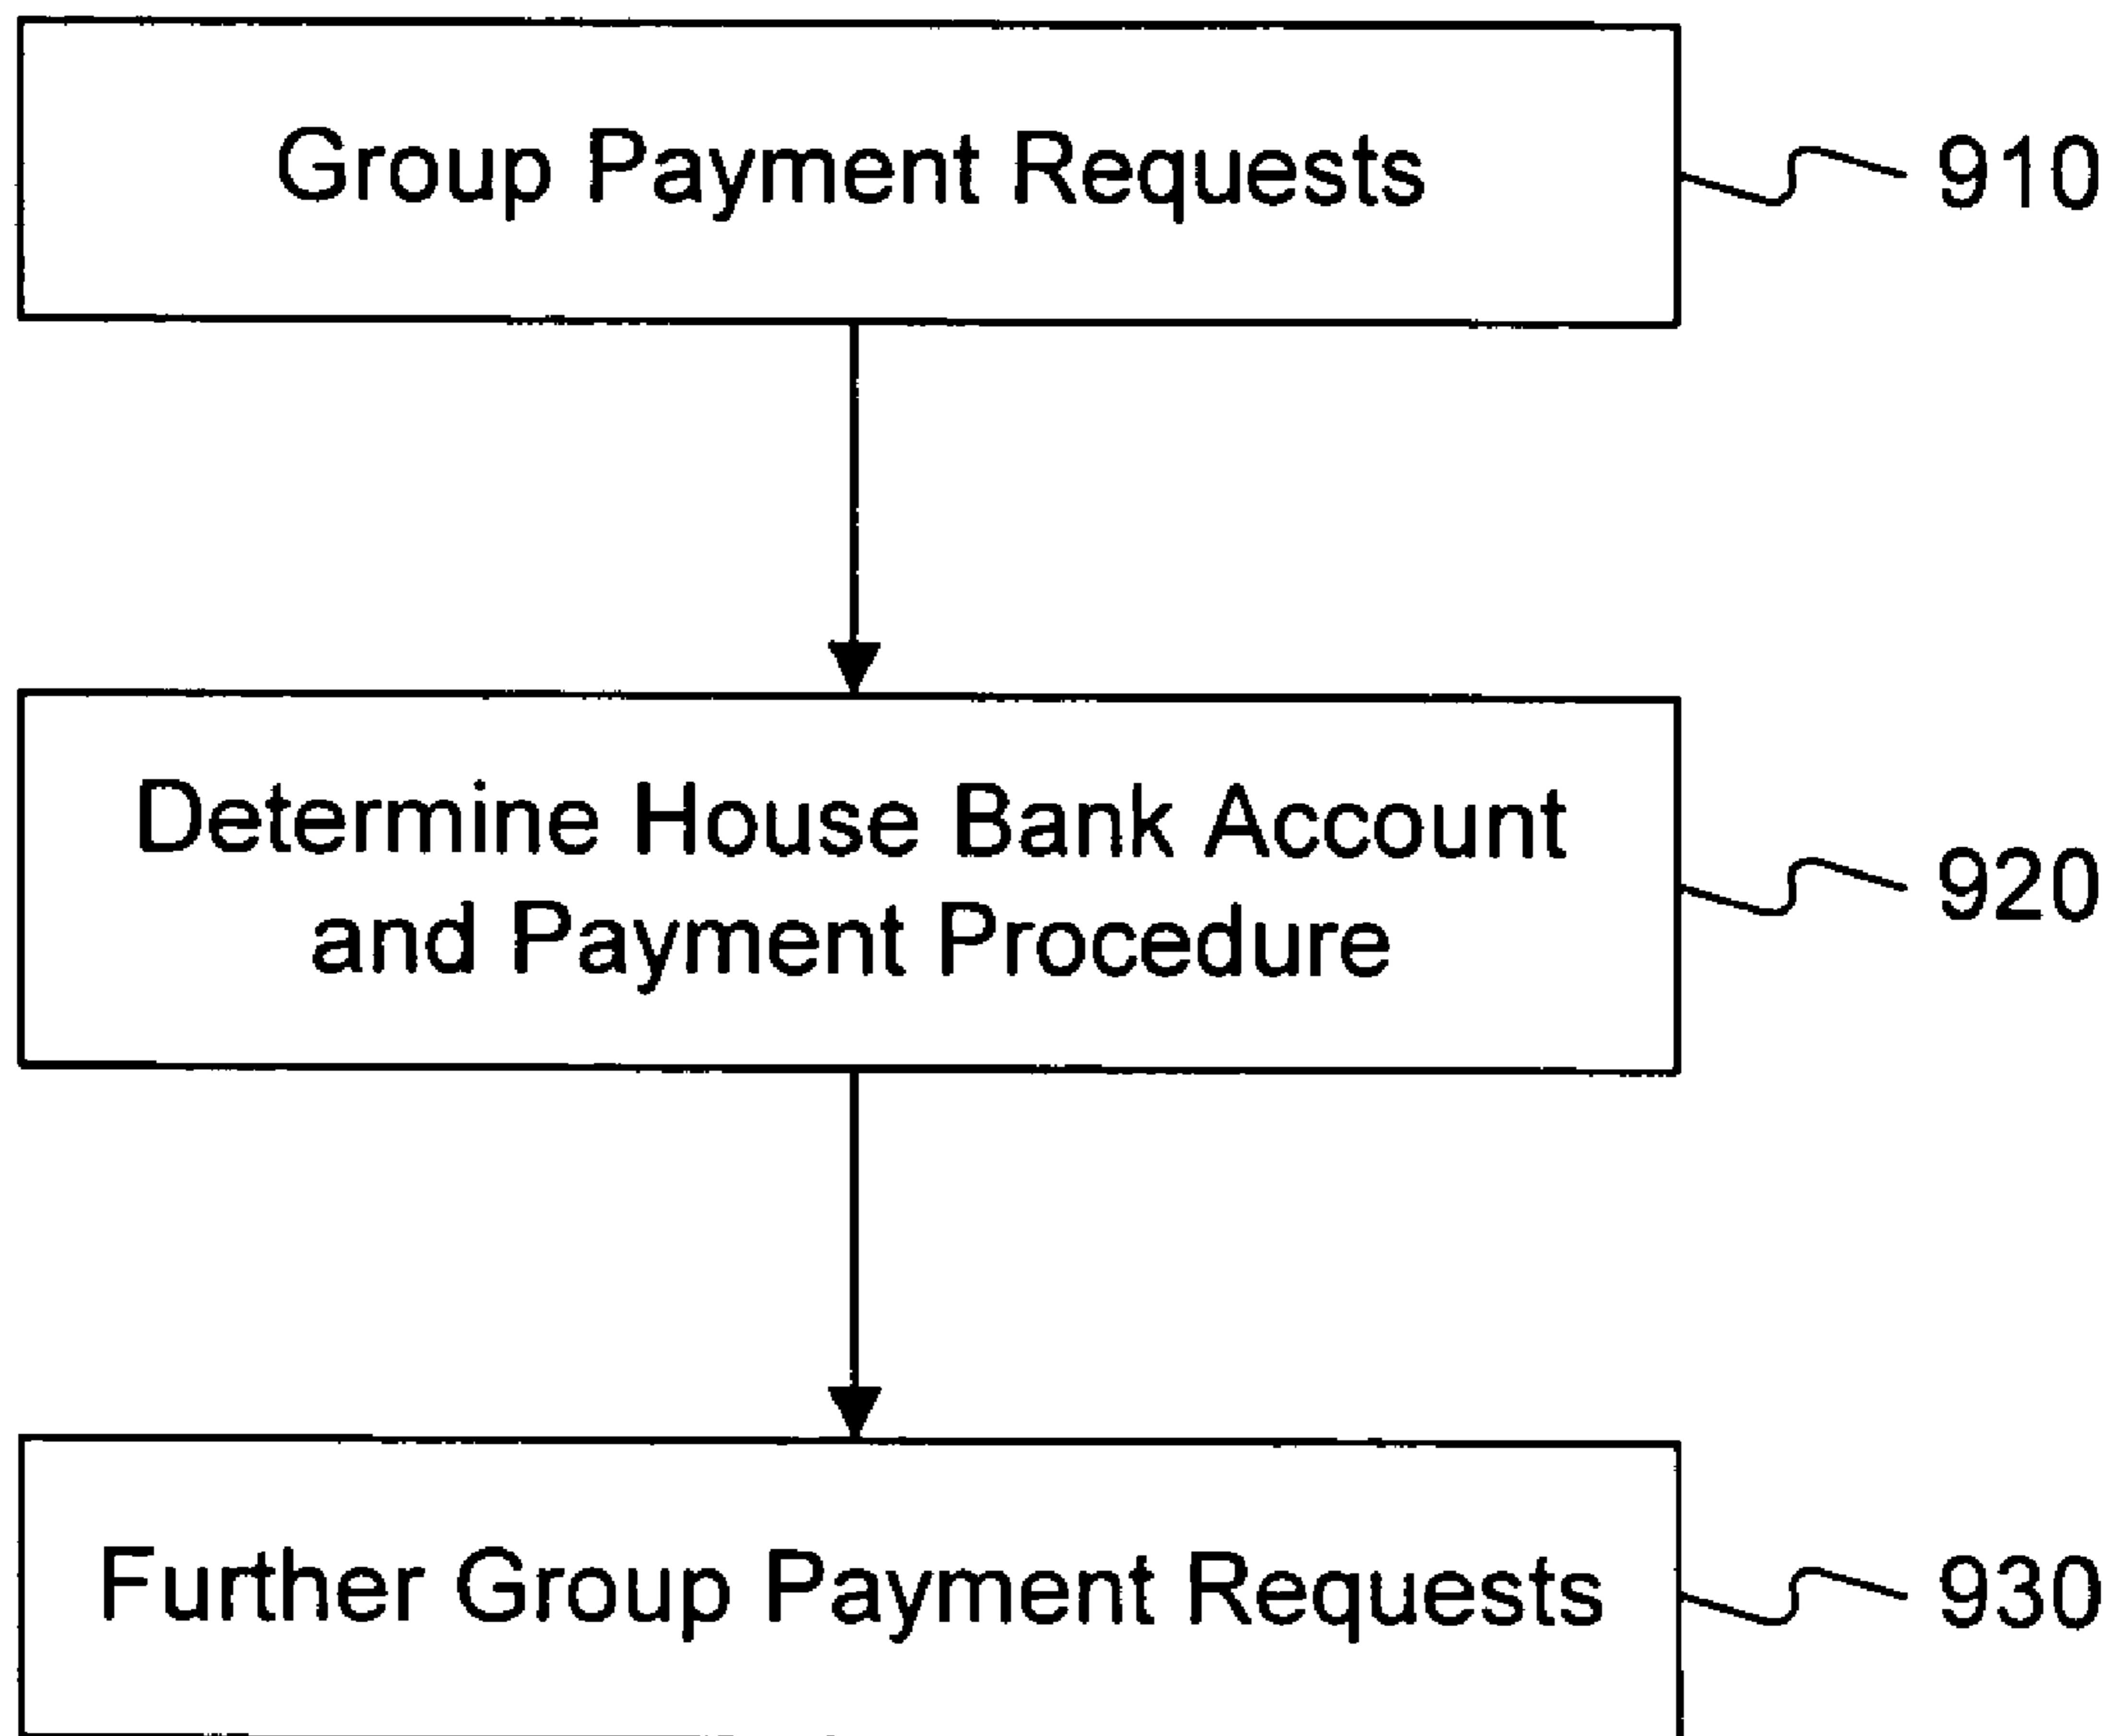 Group Payment Requests
910
Determine House Bank Account
and Payment Procedure
920
Further Group Payment Requests
930